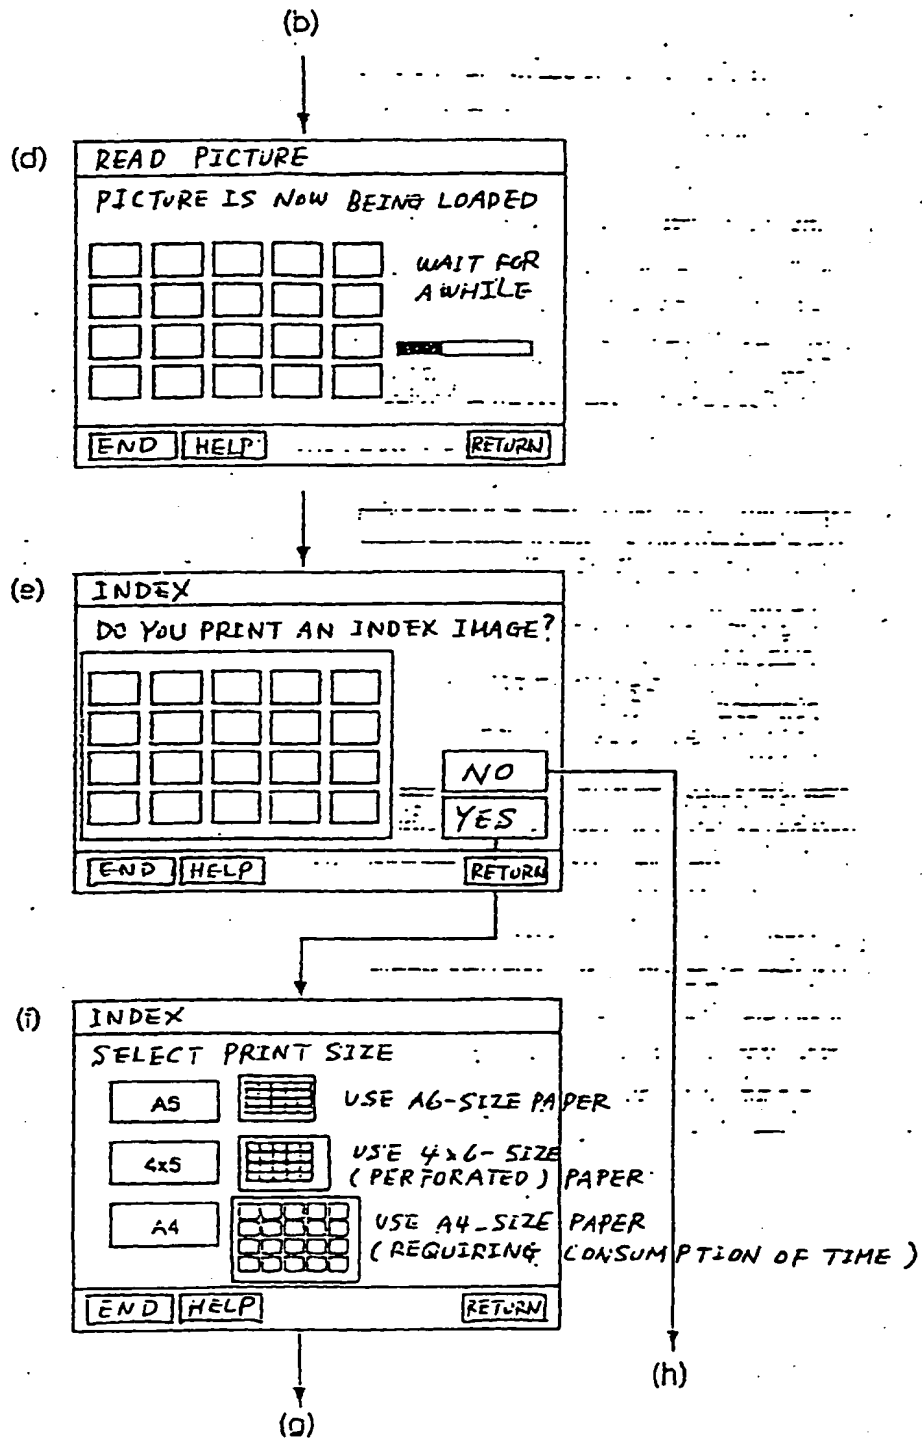 (b)
(d)
READ PICTURE
PICTURE IS NOW BEING LOADED
WAIT FOR
A WHILE
END HELP RETURN
(e)
INDEX
DO YOU PRINT AN INDEX IMAGE?
NO
YES
END HELP RETURN
(i)
INDEX
SELECT PRINT SIZE
A5 USE A6-SIZE PAPER
4x5 USE 4x6-SIZE
(PERFORATED) PAPER
A4 USE A4-SIZE PAPER
(REQUIRING CONSUMPTION OF TIME)
END HELP RETURN
(h)
(g)